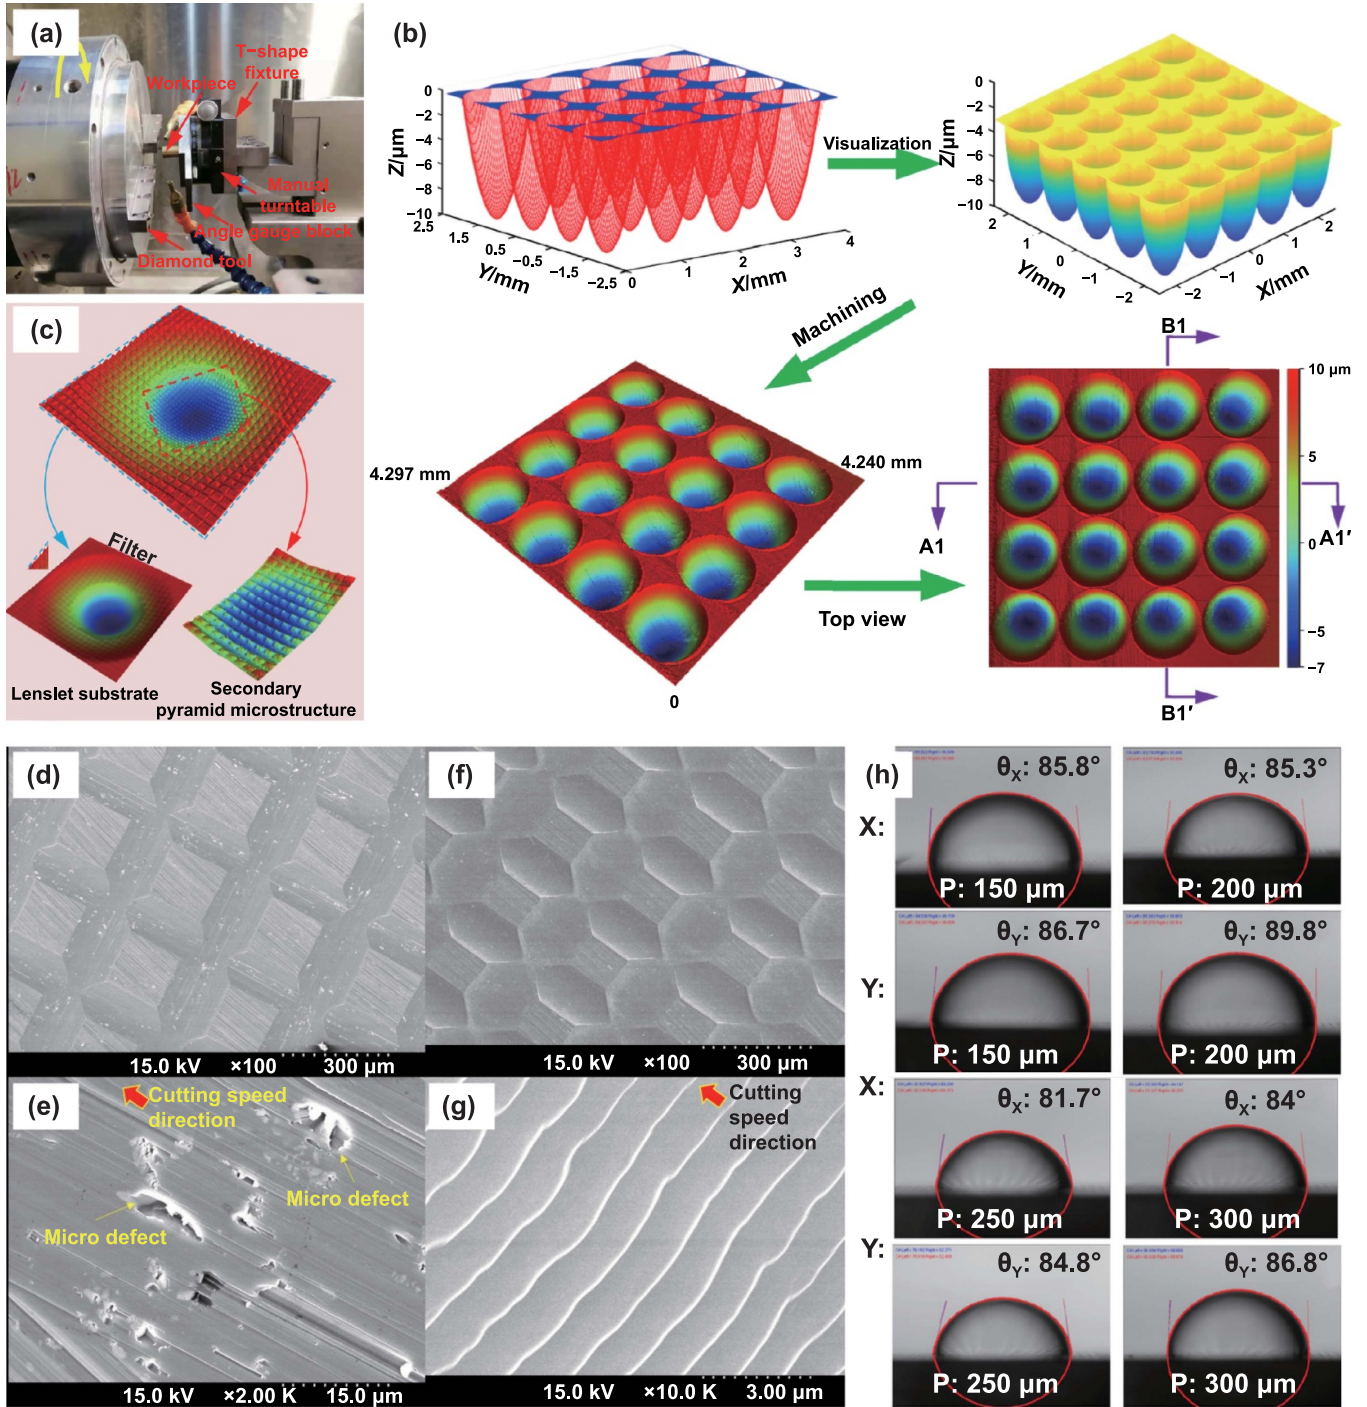 (a)
T−shape
fixture
Workpiece
Manual
turntable
Angle gauge block
Diamond tool
(b)
Z/µm
0
−2
−4
−6
−8
−10
2.5
1.5
0.5
−0.5
−1.5
−2.5
Y/mm
0
1
2
3
4
X/mm
Visualization
Z/µm
0
−2
−4
−6
−8
−10
2
1
0
−1
−2
Y/mm
−2
−1
0
1
2
X/mm
Machining
4.297 mm
4.240 mm
0
Top view
B1
A1
A1′
B1′
10 µm
5
0
−5
−7
(c)
Filter
Lenslet substrate
Secondary
pyramid microstructure
(d)
15.0 kV ×100 300 µm
(f)
15.0 kV ×100 300 µm
(e)
Cutting speed
direction
Micro defect
Micro defect
15.0 kV ×2.00 K 15.0 µm
(g)
Cutting
speed
direction
15.0 kV ×10.0 K 3.00 µm
(h)
X:
θX: 85.8°
P: 150 µm
θX: 85.3°
P: 200 µm
Y:
θY: 86.7°
P: 150 µm
θY: 89.8°
P: 200 µm
X:
θX: 81.7°
P: 250 µm
θX: 84°
P: 300 µm
Y:
θY: 84.8°
P: 250 µm
θY: 86.8°
P: 300 µm